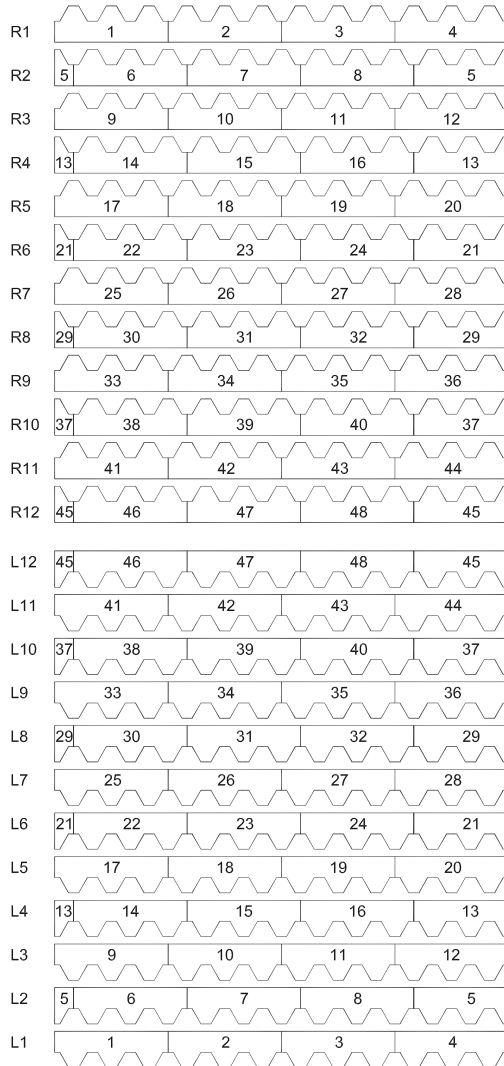 R1 1 2 3 4
R2 5 6 7 8 5
R3 9 10 11 12
R4 13 14 15 16 13
R5 17 18 19 20
R6 21 22 23 24 21
R7 25 26 27 28
R8 29 30 31 32 29
R9 33 34 35 36
R10 37 38 39 40 37
R11 41 42 43 44
R12 45 46 47 48 45
L12 45 46 47 48 45
L11 41 42 43 44
L10 37 38 39 40 37
L9 33 34 35 36
L8 29 30 31 32 29
L7 25 26 27 28
L6 21 22 23 24 21
L5 17 18 19 20
L4 13 14 15 16 13
L3 9 10 11 12
L2 5 6 7 8 5
L1 1 2 3 4